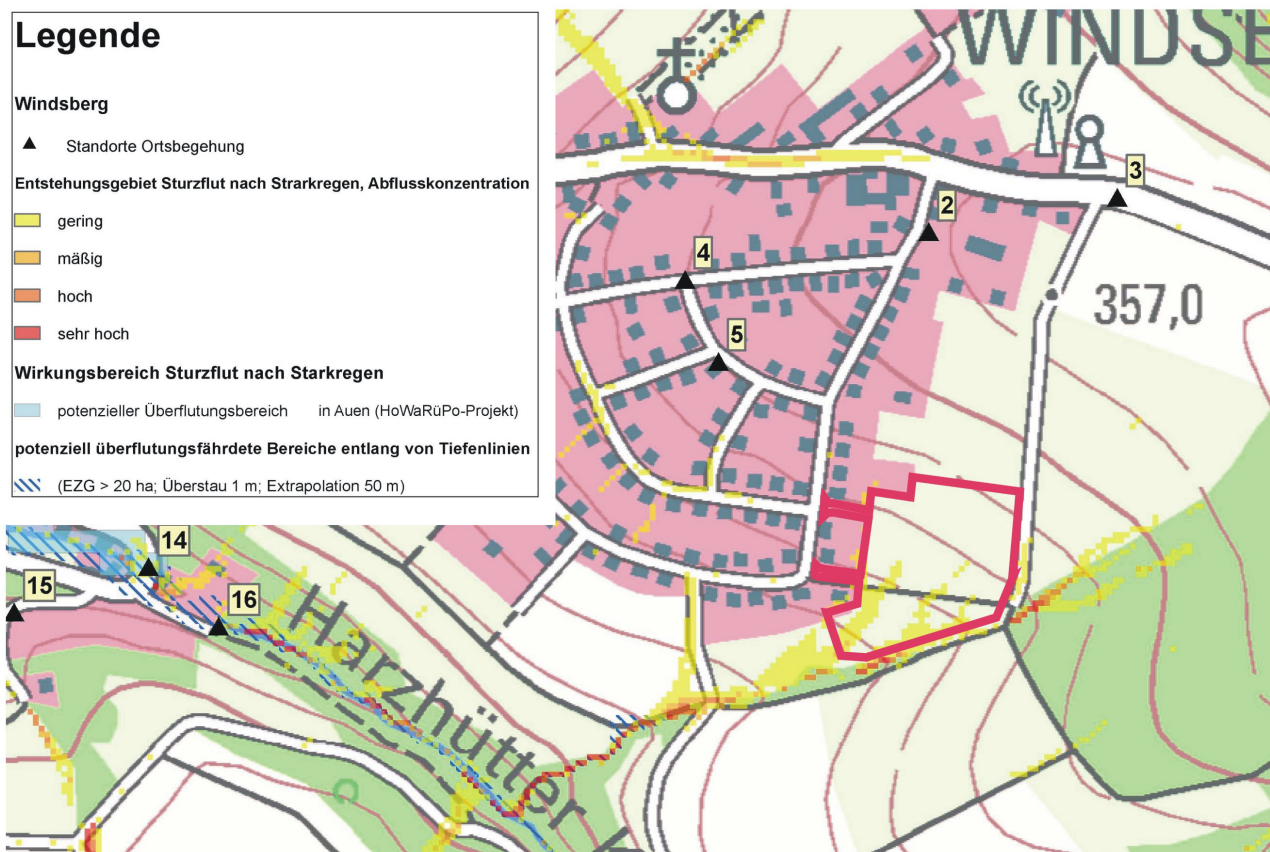 Legende
Windsberg
Standorte Ortsbegehung
Entstehungsgebiet Sturzflut nach Strarkregen, Abflusskonzentration
gering
mäßig
hoch
sehr hoch
Wirkungsbereich Sturzflut nach Starkregen
potenzieller Überflutungsbereich in Auen (HoWaRüPo-Projekt)
potenziell überflutungsfährdete Bereiche entlang von Tiefenlinien
(EZG > 20 ha; Überstau 1 m; Extrapolation 50 m)
WINDSE
3
2
4
357,0
5
14
15
16
Harzhütter